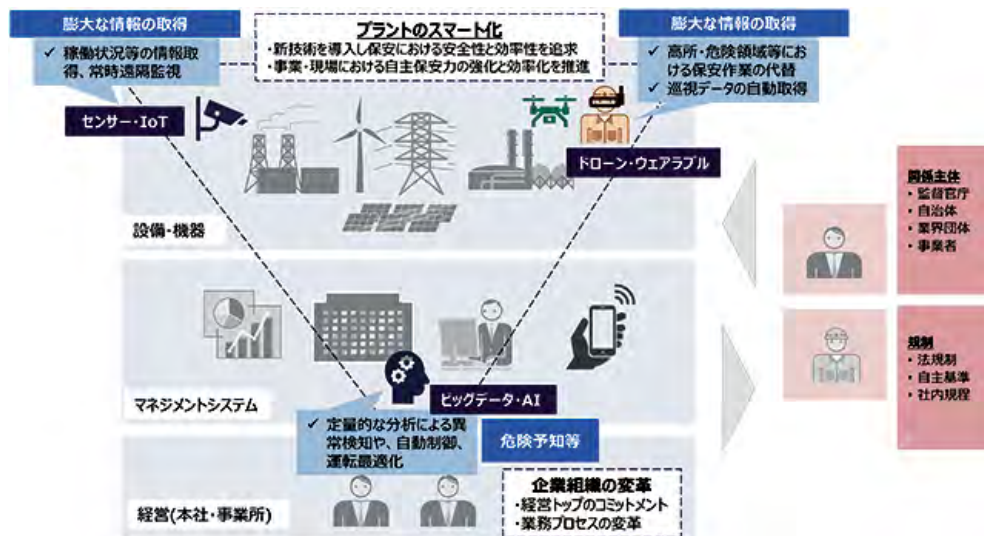 膨大な情報の取得
✓ 稼働状況等の情報取
得、常時遠隔監視
センサー・IoT
プラントのスマート化
・新技術を導入し保安における安全性と効率性を追求
・事業・現場における自主保安力の強化と効率化を推進
膨大な情報の取得
✓ 高所・危険領域等にお
ける保安作業の代替
✓ 巡視データの自動取得
ドローン・ウェアラブル
設備・機器
マネジメントシステム
ビッグデータ・AI
✓ 定量的な分析による異
常検知や、自動制御、
運転最適化
危険予知等
経営(本社・事業所)
企業組織の変革
・経営トップのコミットメント
・業務プロセスの変革
関係主体
・監督官庁
・自治体
・業界団体
・事業者
規制
・法規制
・自主基準
・社内規程